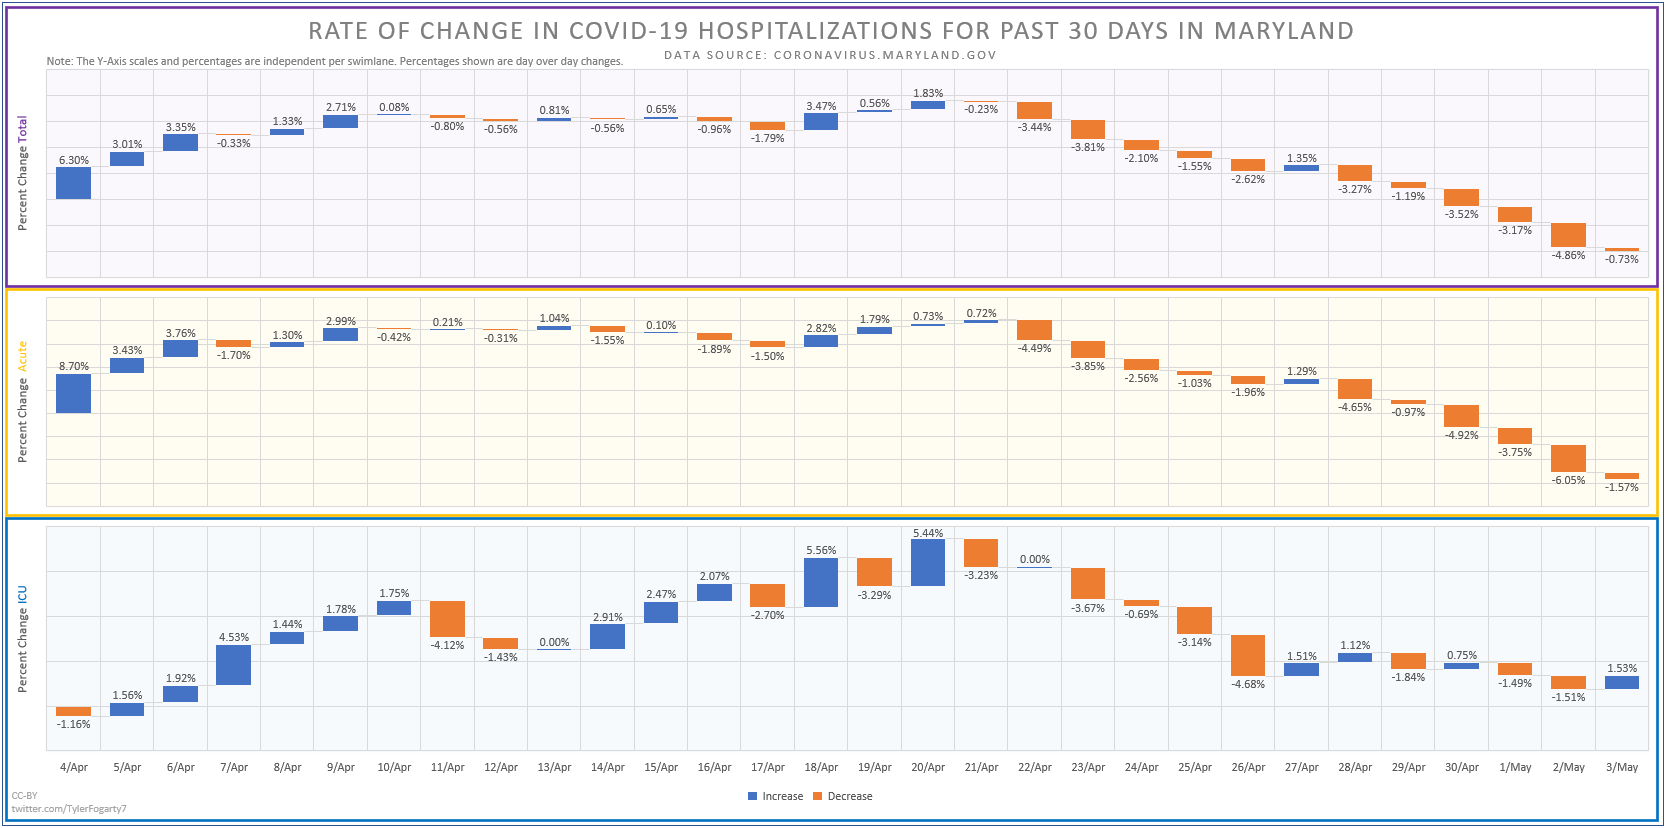 RATE OF CHANGE IN COVID-19 HOSPITALIZATIONS FOR PAST 30 DAYS IN MARYLAND
DATA SOURCE: CORONAVIRUS.MARYLAND.GOV
Note: The Y-Axis scales and percentages are independent per swimlane. Percentages shown are day over day changes.
Percent Change Total
6.30% 3.01% 3.35% -0.33% 1.33% 2.71% 0.08% -0.80% -0.56% 0.81% -0.56% 0.65% -0.96% -1.79% 3.47% 0.56% 1.83% -0.23% -3.44% -3.81% -2.10% -1.55% -2.62% 1.35% -3.27% -1.19% -3.52% -3.17% -4.86% -0.73%
Percent Change Acute
8.70% 3.43% 3.76% -1.70% 1.30% 2.99% -0.42% 0.21% -0.31% 1.04% -1.55% 0.10% -1.89% -1.50% 2.82% 1.79% 0.73% 0.72% -4.49% -3.85% -2.56% -1.03% -1.96% 1.29% -4.65% -0.97% -4.92% -3.75% -6.05% -1.57%
Percent Change ICU
-1.16% 1.56% 1.92% 4.53% 1.44% 1.78% 1.75% -4.12% -1.43% 0.00% 2.91% 2.47% 2.07% -2.70% 5.56% -3.29% 5.44% -3.23% 0.00% -3.67% -0.69% -3.14% -4.68% 1.51% 1.12% -1.84% 0.75% -1.49% -1.51% 1.53%
4/Apr 5/Apr 6/Apr 7/Apr 8/Apr 9/Apr 10/Apr 11/Apr 12/Apr 13/Apr 14/Apr 15/Apr 16/Apr 17/Apr 18/Apr 19/Apr 20/Apr 21/Apr 22/Apr 23/Apr 24/Apr 25/Apr 26/Apr 27/Apr 28/Apr 29/Apr 30/Apr 1/May 2/May 3/May
Increase Decrease
CC-BY
twitter.com/TylerFogarty7